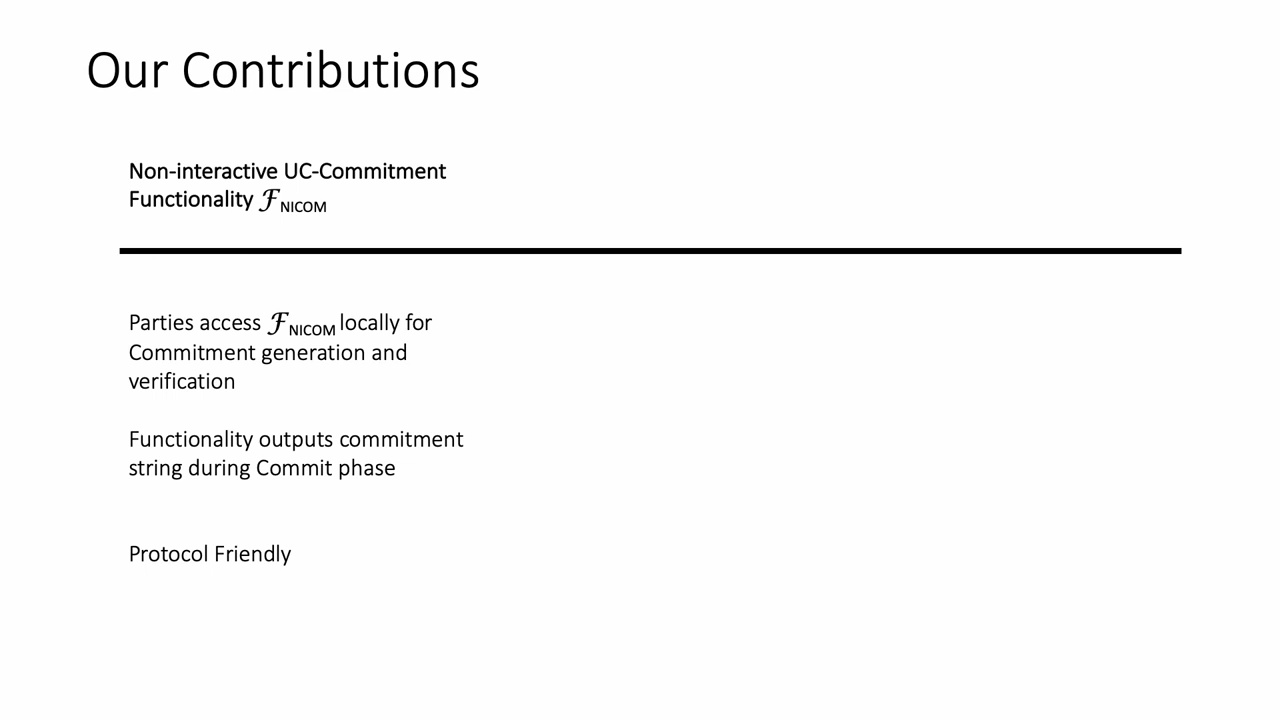 Our Contributions
Non-interactive UC-Commitment
Functionality ℱNICOM
Parties access ℱNICOM locally for
Commitment generation and
verification
Functionality outputs commitment
string during Commit phase
Protocol Friendly